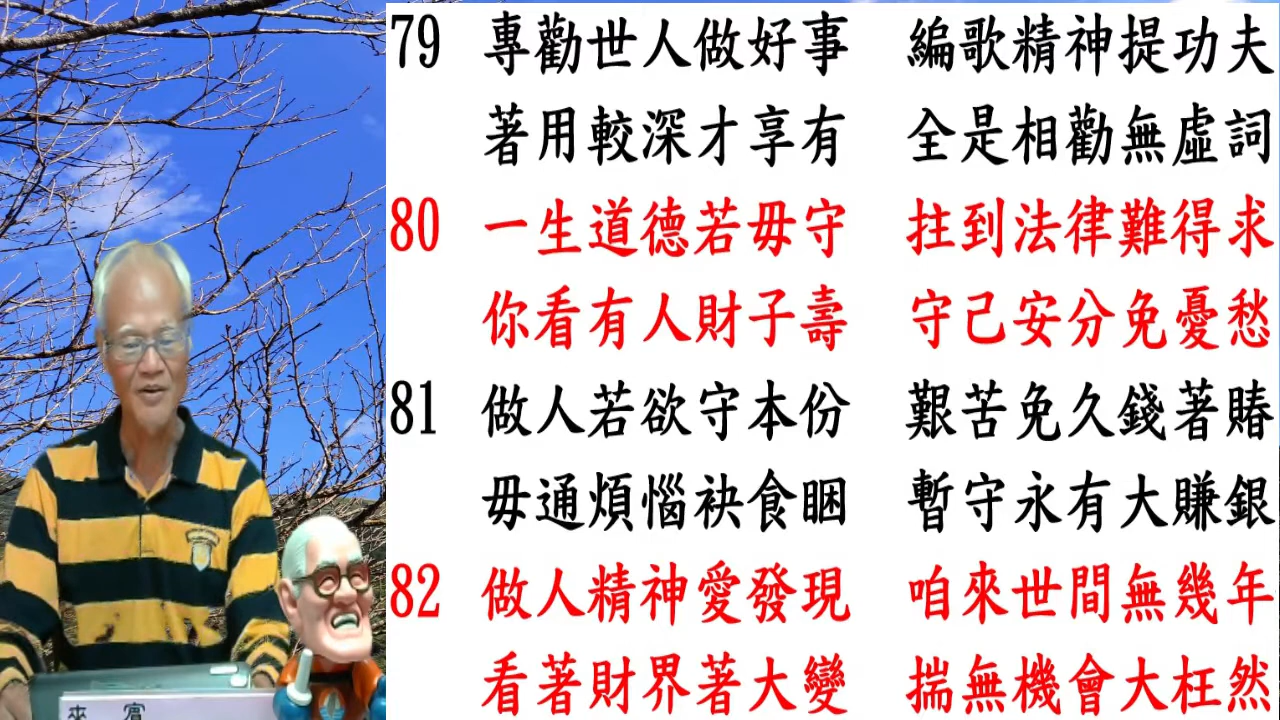 79 專勸世人做好事 編歌精神提功夫
著用較深才享有 全是相勸無虛詞
80 一生道德若毋守 拄到法律難得求
你看有人財子壽 守己安分免憂愁
81 做人若欲守本份 艱苦免久錢著賰
毋通煩惱袂食睏 暫守永有大賺銀
82 做人精神愛發現 咱來世間無幾年
看著財界著大變 揣無機會大枉然
來賓